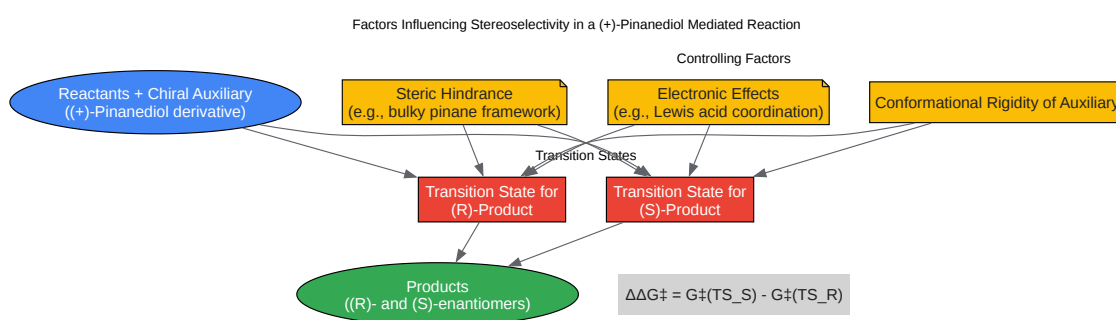 Factors Influencing Stereoselectivity in a (+)-Pinanediol Mediated Reaction
Controlling Factors
Reactants + Chiral Auxiliary
((+)-Pinanediol derivative)
Steric Hindrance
(e.g., bulky pinane framework)
Electronic Effects
(e.g., Lewis acid coordination)
Conformational Rigidity of Auxiliary
Transition States
Transition State for
(R)-Product
Transition State for
(S)-Product
Products
((R)- and (S)-enantiomers)
ΔΔG‡ = G‡(TS_S) - G‡(TS_R)